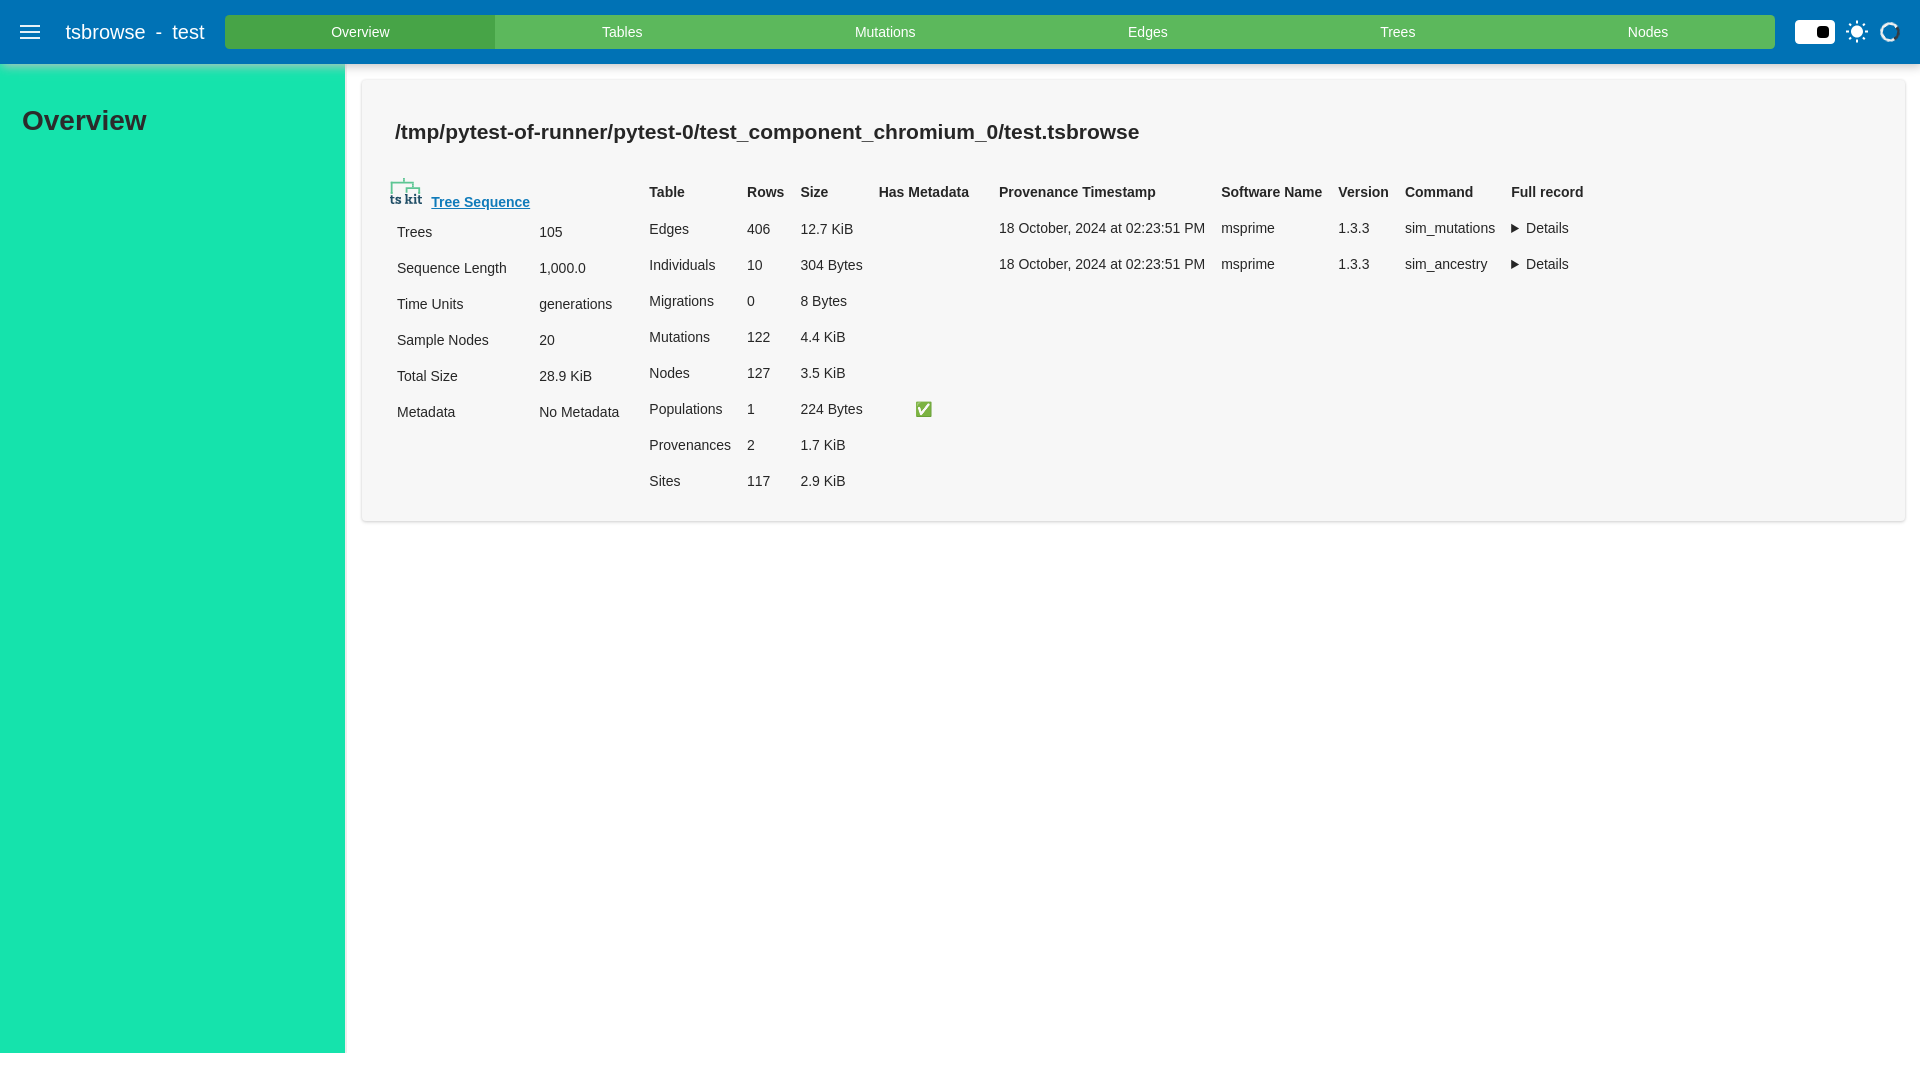 tsbrowse - test
Overview
Tables
Mutations
Edges
Trees
Nodes
Overview
/tmp/pytest-of-runner/pytest-0/test_component_chromium_0/test.tsbrowse
tskit Tree Sequence
Trees 105
Sequence Length 1,000.0
Time Units generations
Sample Nodes 20
Total Size 28.9 KiB
Metadata No Metadata
Table Rows Size Has Metadata
Edges 406 12.7 KiB
Individuals 10 304 Bytes
Migrations 0 8 Bytes
Mutations 122 4.4 KiB
Nodes 127 3.5 KiB
Populations 1 224 Bytes ✅
Provenances 2 1.7 KiB
Sites 117 2.9 KiB
Provenance Timestamp Software Name Version Command Full record
18 October, 2024 at 02:23:51 PM msprime 1.3.3 sim_mutations ▶ Details
18 October, 2024 at 02:23:51 PM msprime 1.3.3 sim_ancestry ▶ Details